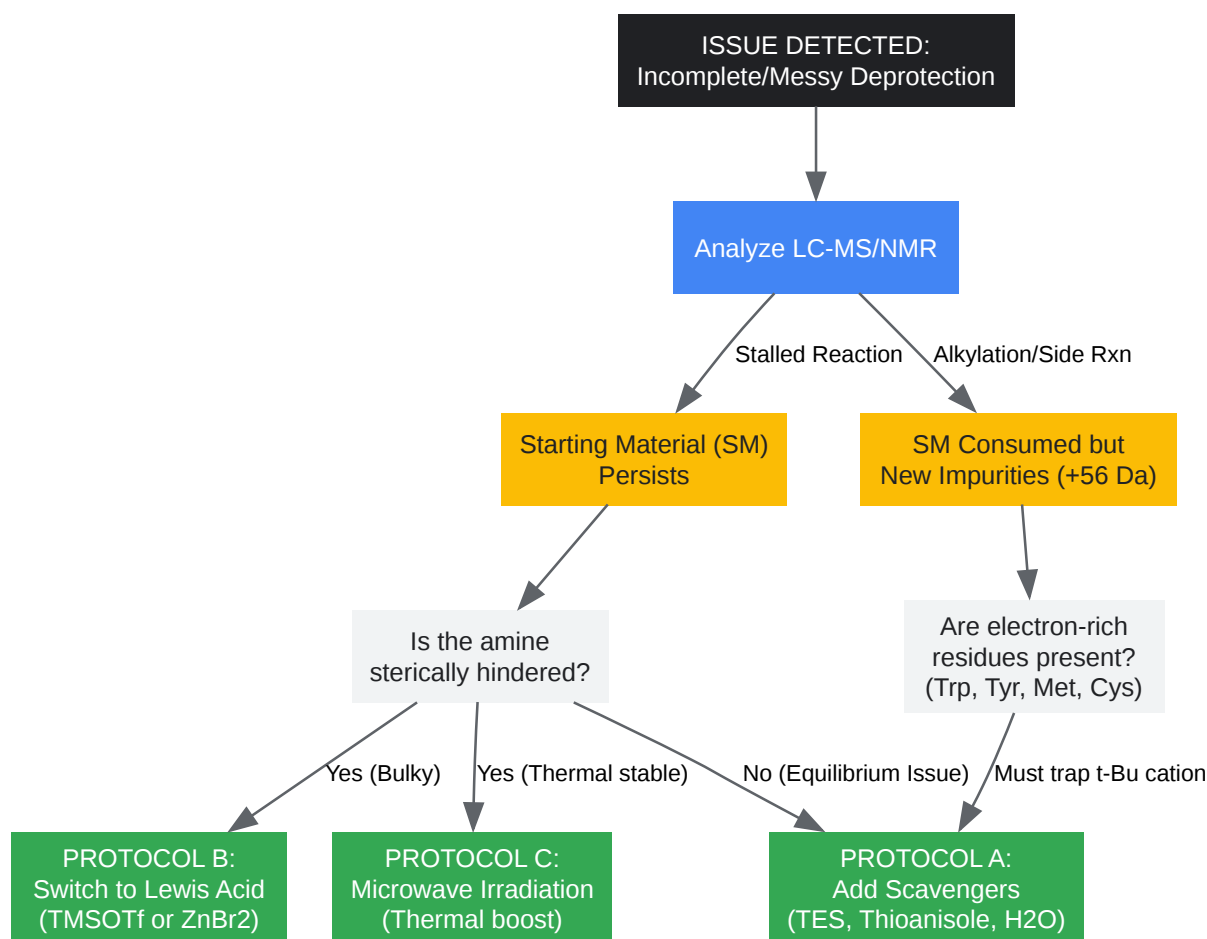 ISSUE DETECTED:
Incomplete/Messy Deprotection
Analyze LC-MS/NMR
Stalled Reaction
Alkylation/Side Rxn
Starting Material (SM)
Persists
SM Consumed but
New Impurities (+56 Da)
Is the amine
sterically hindered?
Are electron-rich
residues present?
(Trp, Tyr, Met, Cys)
Yes (Bulky)
Yes (Thermal stable)
No (Equilibrium Issue)
Must trap t-Bu cation
PROTOCOL B:
Switch to Lewis Acid
(TMSOTf or ZnBr2)
PROTOCOL C:
Microwave Irradiation
(Thermal boost)
PROTOCOL A:
Add Scavengers
(TES, Thioanisole, H2O)